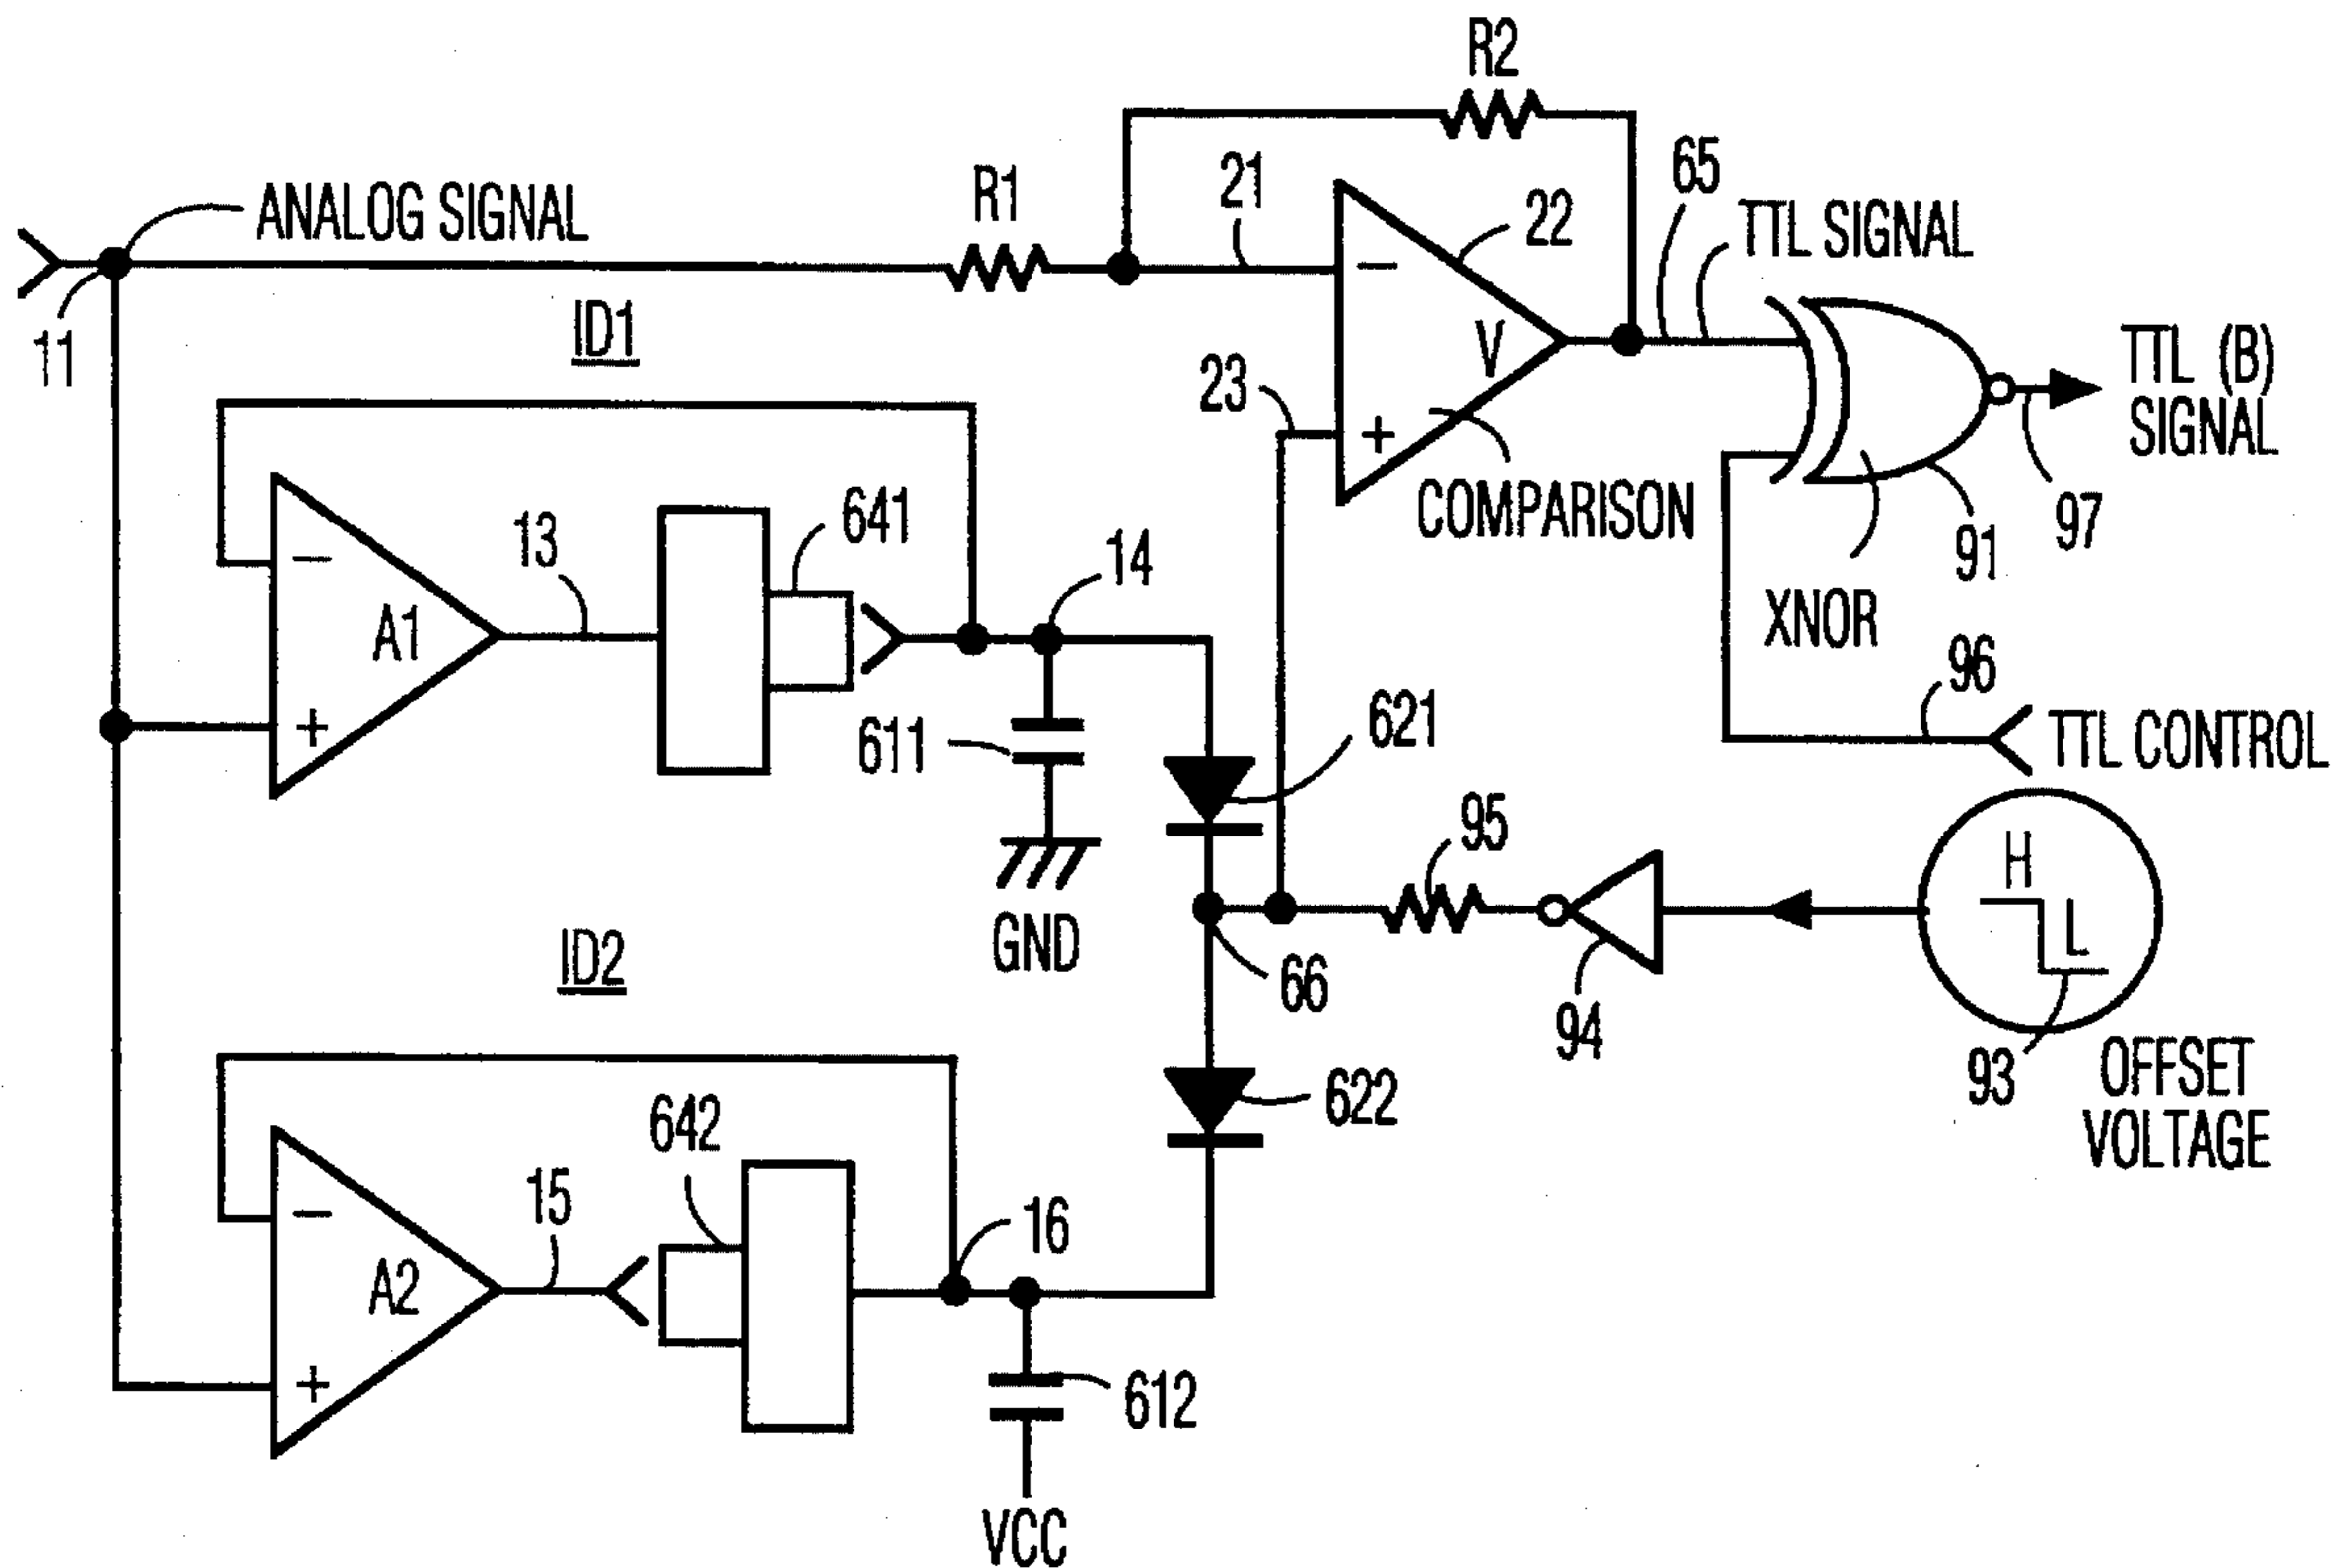 R2
R1
21
65
22
TTL SIGNAL
ANALOG SIGNAL
11
ID1
−
V
+
23
COMPARISON
TTL (B)
SIGNAL
97
91
XNOR
96
TTL CONTROL
−
A1
+
13
641
14
611
GND
621
95
H
L
66
94
93
OFFSET
VOLTAGE
ID2
622
−
A2
+
15
642
16
612
VCC